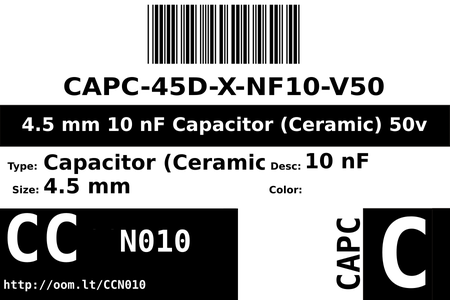 CAPC-45D-X-NF10-V50
4.5 mm 10 nF Capacitor (Ceramic) 50v
Type: Capacitor (Ceramic Desc: 10 nF
Size: 4.5 mm Color:
CC N010
http://oom.lt/CCN010
CAPC
C